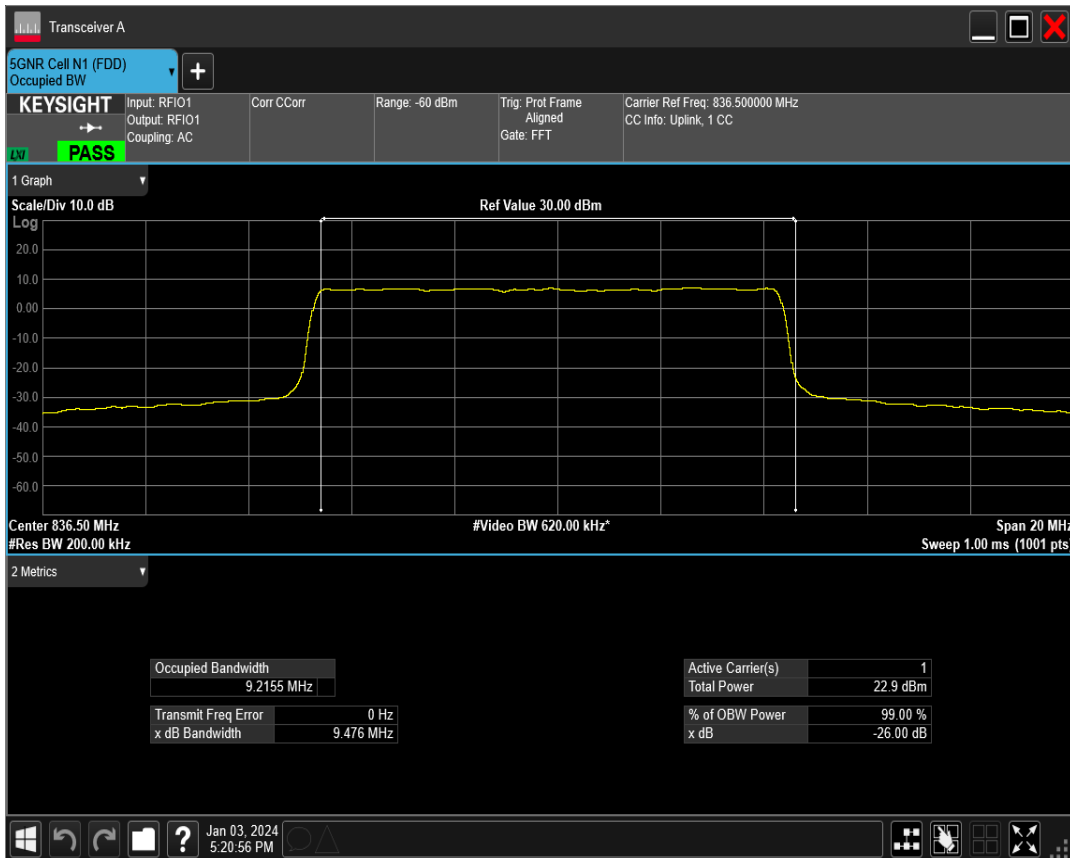 Transceiver A
5GNR Cell N1 (FDD)
Occupied BW
KEYSIGHT
LXI
PASS
Input: RFIO1
Output: RFIO1
Coupling: AC
Corr CCorr
Range: -60 dBm
Trig: Prot Frame
Aligned
Gate: FFT
Carrier Ref Freq: 836.500000 MHz
CC Info: Uplink, 1 CC
1 Graph
Scale/Div 10.0 dB
Ref Value 30.00 dBm
Log
20.0
10.0
0.00
-10.0
-20.0
-30.0
-40.0
-50.0
-60.0
Center 836.50 MHz
#Video BW 620.00 kHz*
Span 20 MHz
#Res BW 200.00 kHz
Sweep 1.00 ms (1001 pts)
2 Metrics
Occupied Bandwidth
9.2155 MHz
Transmit Freq Error 0 Hz
x dB Bandwidth 9.476 MHz
Active Carrier(s) 1
Total Power 22.9 dBm
% of OBW Power 99.00 %
x dB -26.00 dB
Jan 03, 2024
5:20:56 PM